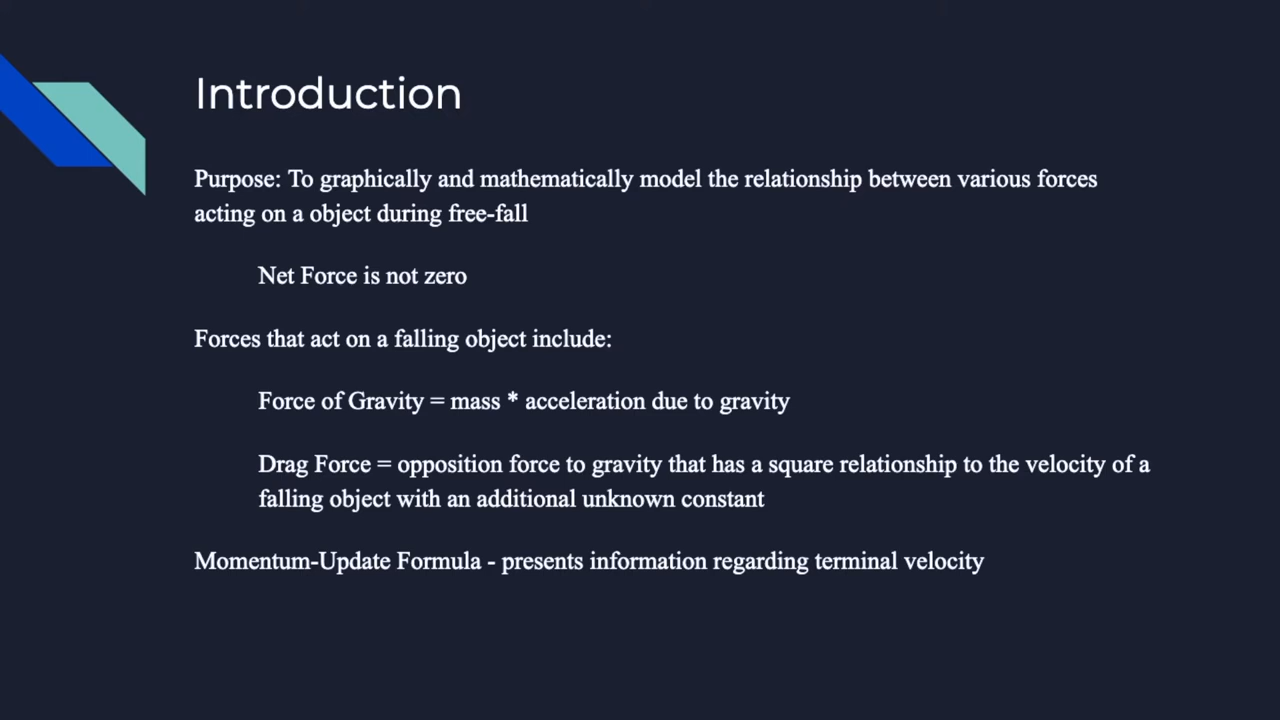 Introduction
Purpose: To graphically and mathematically model the relationship between various forces
acting on a object during free-fall
Net Force is not zero
Forces that act on a falling object include:
Force of Gravity = mass * acceleration due to gravity
Drag Force = opposition force to gravity that has a square relationship to the velocity of a
falling object with an additional unknown constant
Momentum-Update Formula - presents information regarding terminal velocity